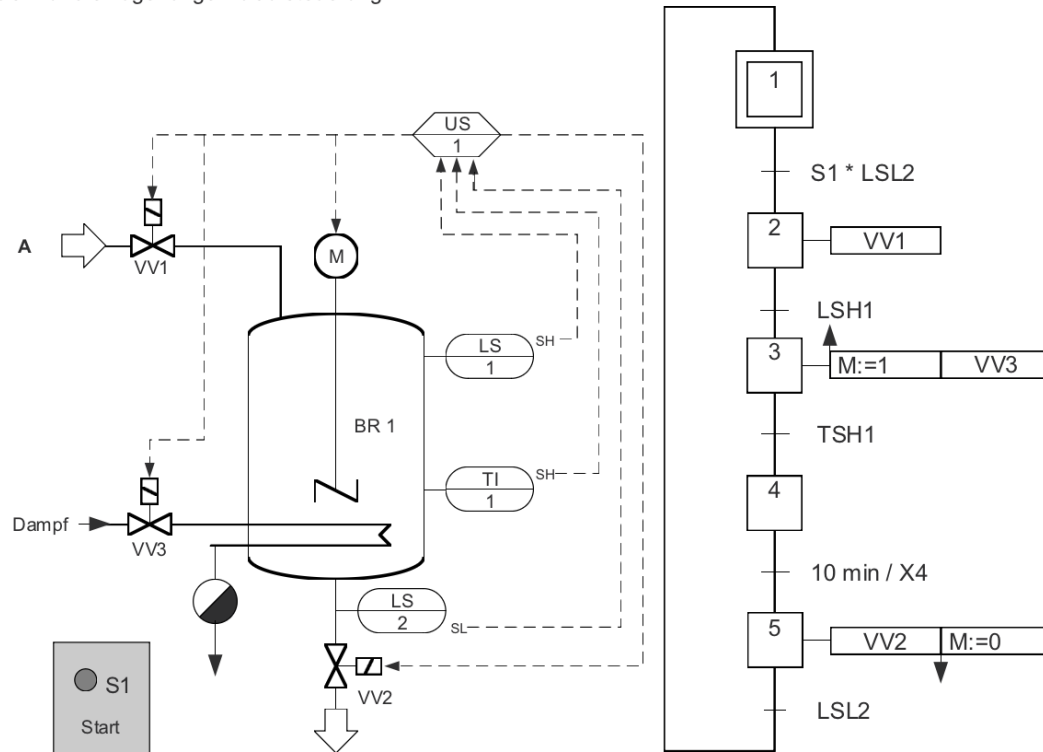 US
1
A
VV1
M
LS
1
SH
BR 1
TI
1
SH
Dampf
VV3
LS
2
SL
VV2
S1
Start
1
S1 * LSL2
2
VV1
LSH1
3
M:=1
VV3
TSH1
4
10 min / X4
5
VV2
M:=0
LSL2